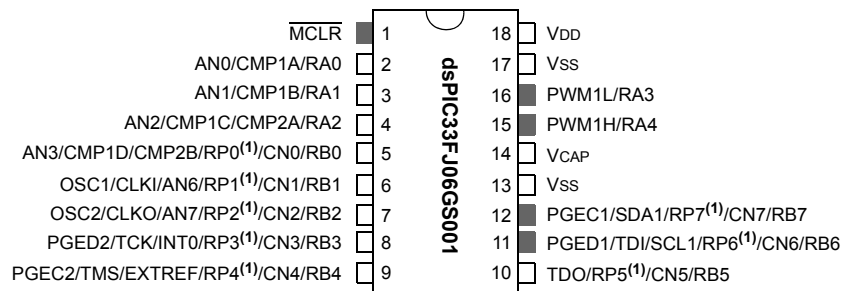 MCLR 1 18 VDD
AN0/CMP1A/RA0 2 17 VSS
AN1/CMP1B/RA1 3 16 PWM1L/RA3
AN2/CMP1C/CMP2A/RA2 4 15 PWM1H/RA4
AN3/CMP1D/CMP2B/RP0(1)/CN0/RB0 5 14 VCAP
OSC1/CLKI/AN6/RP1(1)/CN1/RB1 6 13 VSS
OSC2/CLKO/AN7/RP2(1)/CN2/RB2 7 12 PGEC1/SDA1/RP7(1)/CN7/RB7
PGED2/TCK/INT0/RP3(1)/CN3/RB3 8 11 PGED1/TDI/SCL1/RP6(1)/CN6/RB6
PGEC2/TMS/EXTREF/RP4(1)/CN4/RB4 9 10 TDO/RP5(1)/CN5/RB5
dsPIC33FJ06GS001